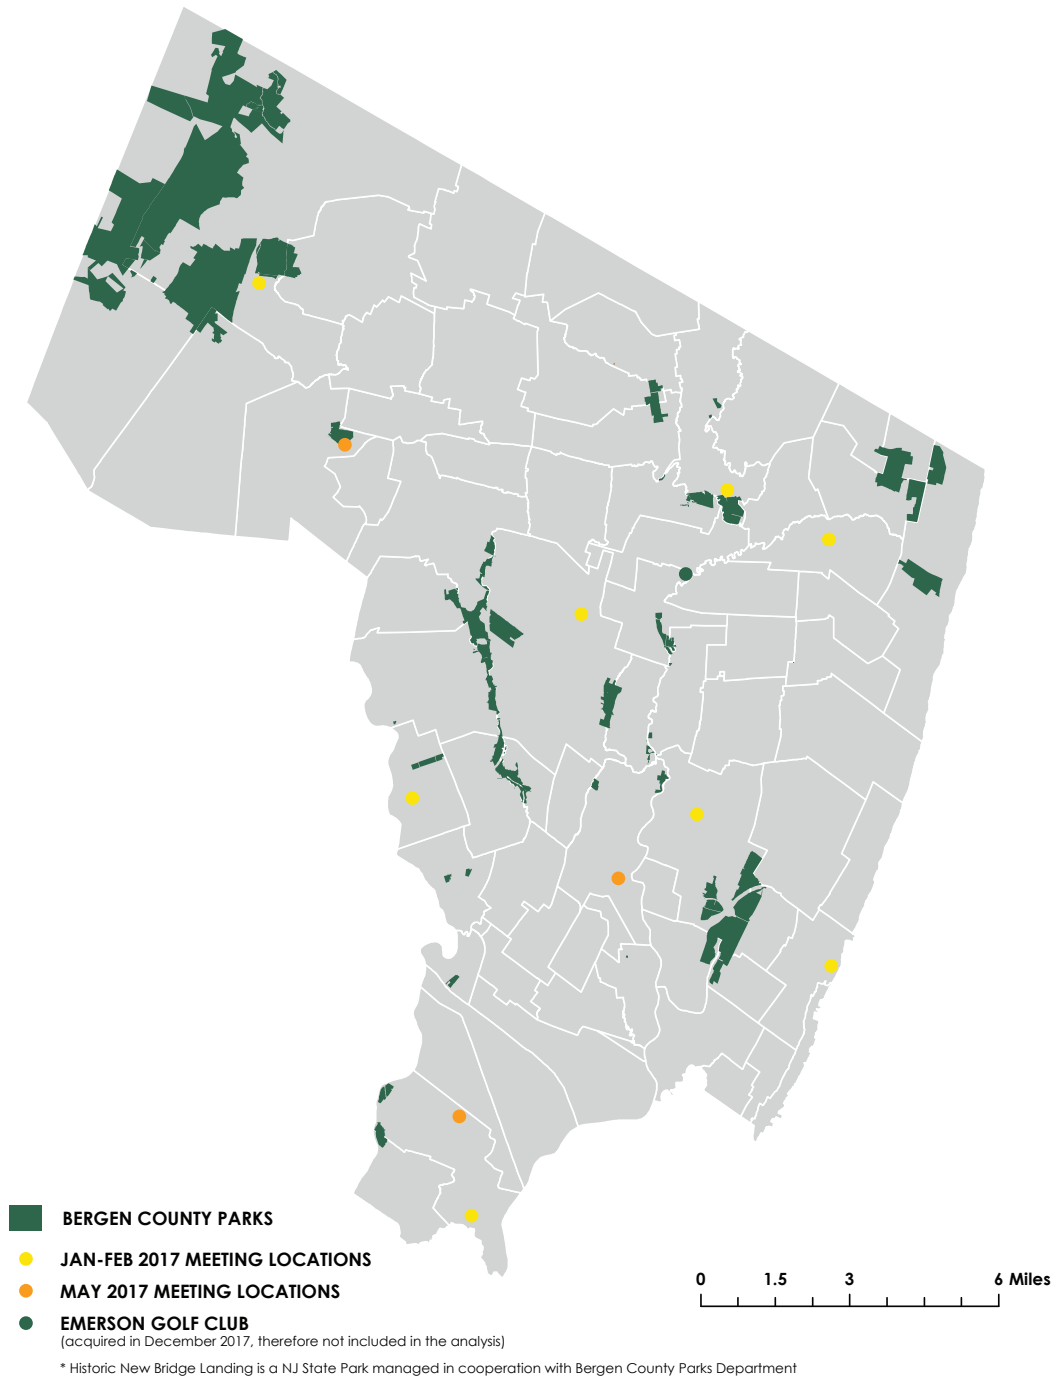 BERGEN COUNTY PARKS
JAN-FEB 2017 MEETING LOCATIONS
MAY 2017 MEETING LOCATIONS
EMERSON GOLF CLUB
(acquired in December 2017, therefore not included in the analysis)
* Historic New Bridge Landing is a NJ State Park managed in cooperation with Bergen County Parks Department
0 1.5 3 6 Miles